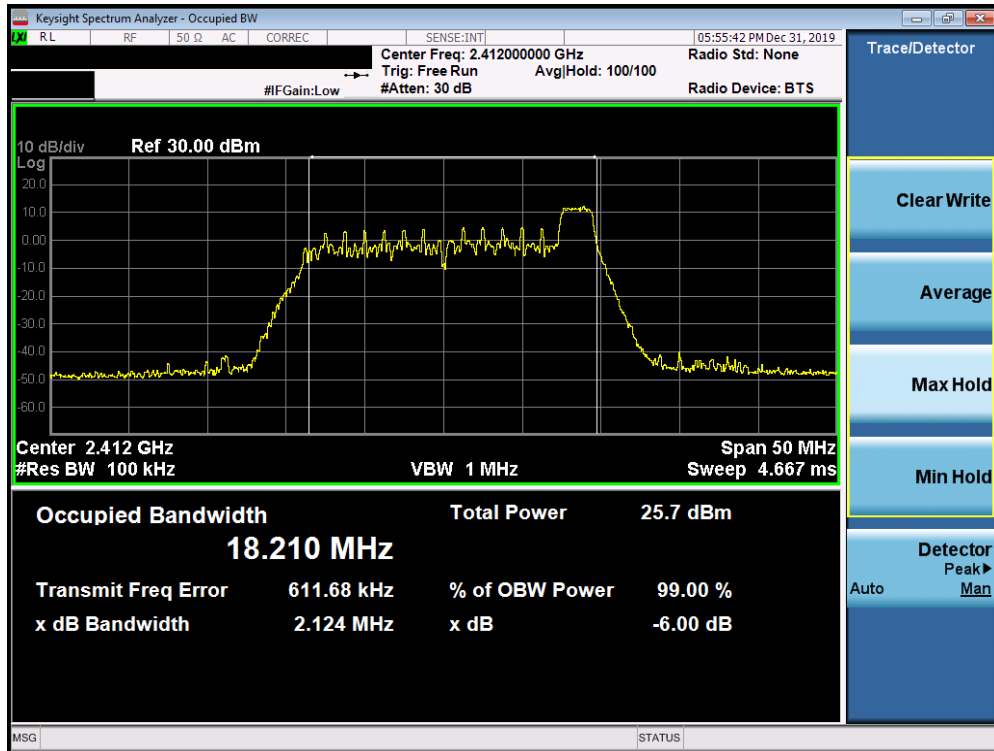 Keysight Spectrum Analyzer - Occupied BW
LXI RL RF 50 Ω AC CORREC SENSE:INT 05:55:42 PM Dec 31, 2019
Center Freq: 2.412000000 GHz Radio Std: None
Trig: Free Run Avg|Hold: 100/100
#IFGain:Low #Atten: 30 dB Radio Device: BTS
10 dB/div Ref 30.00 dBm
Log
20.0
10.0
0.00
-10.0
-20.0
-30.0
-40.0
-50.0
-60.0
Center 2.412 GHz Span 50 MHz
#Res BW 100 kHz VBW 1 MHz Sweep 4.667 ms
Occupied Bandwidth Total Power 25.7 dBm
18.210 MHz
Transmit Freq Error 611.68 kHz % of OBW Power 99.00 %
x dB Bandwidth 2.124 MHz x dB -6.00 dB
Trace/Detector
Clear Write
Average
Max Hold
Min Hold
Detector
Peak▶
Auto Man
MSG STATUS